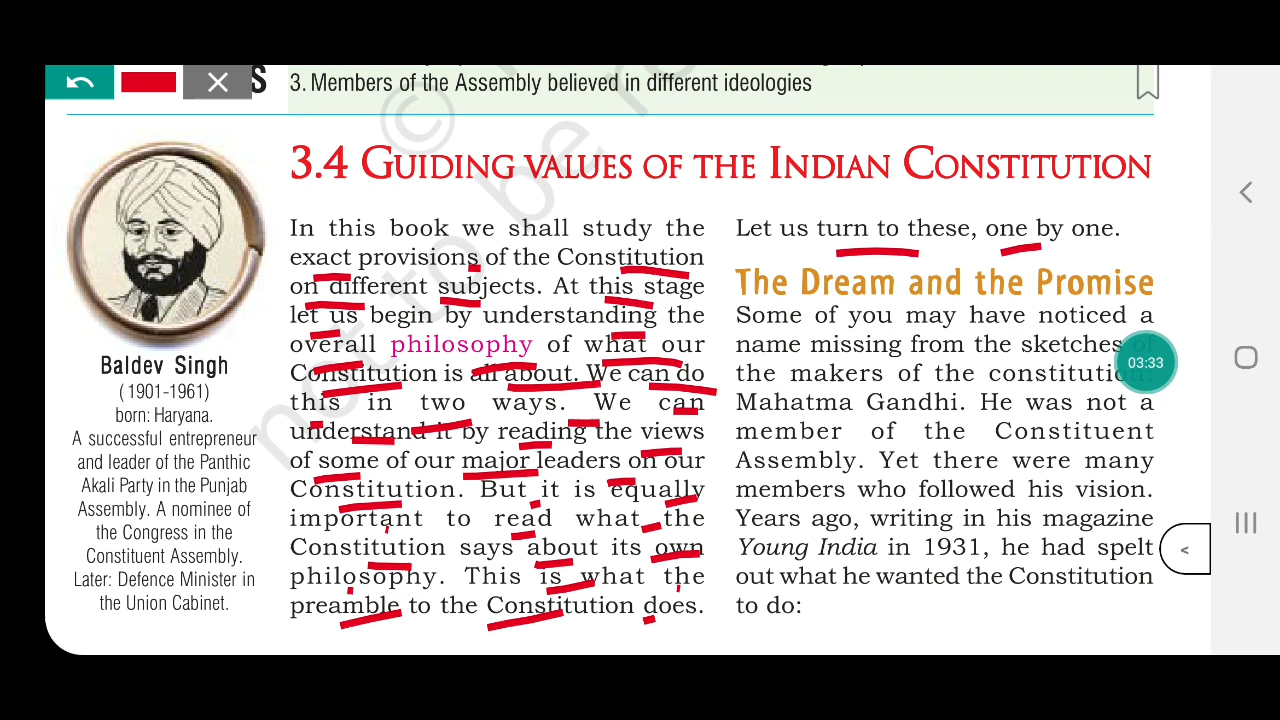 S
3. Members of the Assembly believed in different ideologies
3.4 GUIDING VALUES OF THE INDIAN CONSTITUTION
Baldev Singh
(1901-1961)
born: Haryana.
A successful entrepreneur
and leader of the Panthic
Akali Party in the Punjab
Assembly. A nominee of
the Congress in the
Constituent Assembly.
Later: Defence Minister in
the Union Cabinet.
In this book we shall study the
exact provisions of the Constitution
on different subjects. At this stage
let us begin by understanding the
overall philosophy of what our
Constitution is all about. We can do
this in two ways. We can
understand it by reading the views
of some of our major leaders on our
Constitution. But it is equally
important to read what the
Constitution says about its own
philosophy. This is what the
preamble to the Constitution does.
Let us turn to these, one by one.
The Dream and the Promise
Some of you may have noticed a
name missing from the sketches of
the makers of the constitution:
Mahatma Gandhi. He was not a
member of the Constituent
Assembly. Yet there were many
members who followed his vision.
Years ago, writing in his magazine
Young India in 1931, he had spelt
out what he wanted the Constitution
to do:
03:33
© 
not to be r